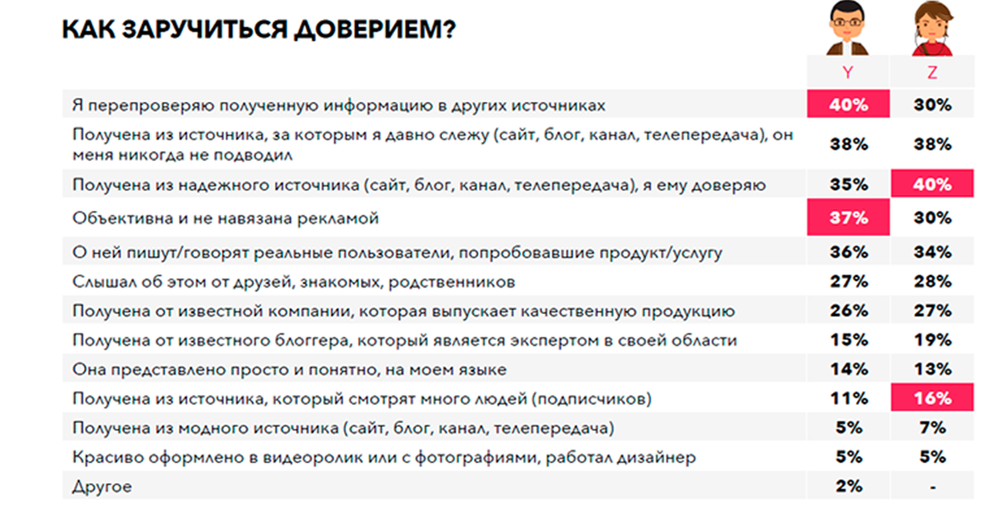 КАК ЗАРУЧИТЬСЯ ДОВЕРИЕМ?
Y Z
Я перепроверяю полученную информацию в других источниках 40% 30%
Получена из источника, за которым я давно слежу (сайт, блог, канал, телепередача), он
меня никогда не подводил 38% 38%
Получена из надежного источника (сайт, блог, канал, телепередача), я ему доверяю 35% 40%
Объективна и не навязана рекламой 37% 30%
О ней пишут/говорят реальные пользователи, попробовавшие продукт/услугу 36% 34%
Слышал об этом от друзей, знакомых, родственников 27% 28%
Получена от известной компании, которая выпускает качественную продукцию 26% 27%
Получена от известного блоггера, который является экспертом в своей области 15% 19%
Она представлено просто и понятно, на моем языке 14% 13%
Получена из источника, который смотрят много людей (подписчиков) 11% 16%
Получена из модного источника (сайт, блог, канал, телепередача) 5% 7%
Красиво оформлено в видеоролик или с фотографиями, работал дизайнер 5% 5%
Другое 2% -